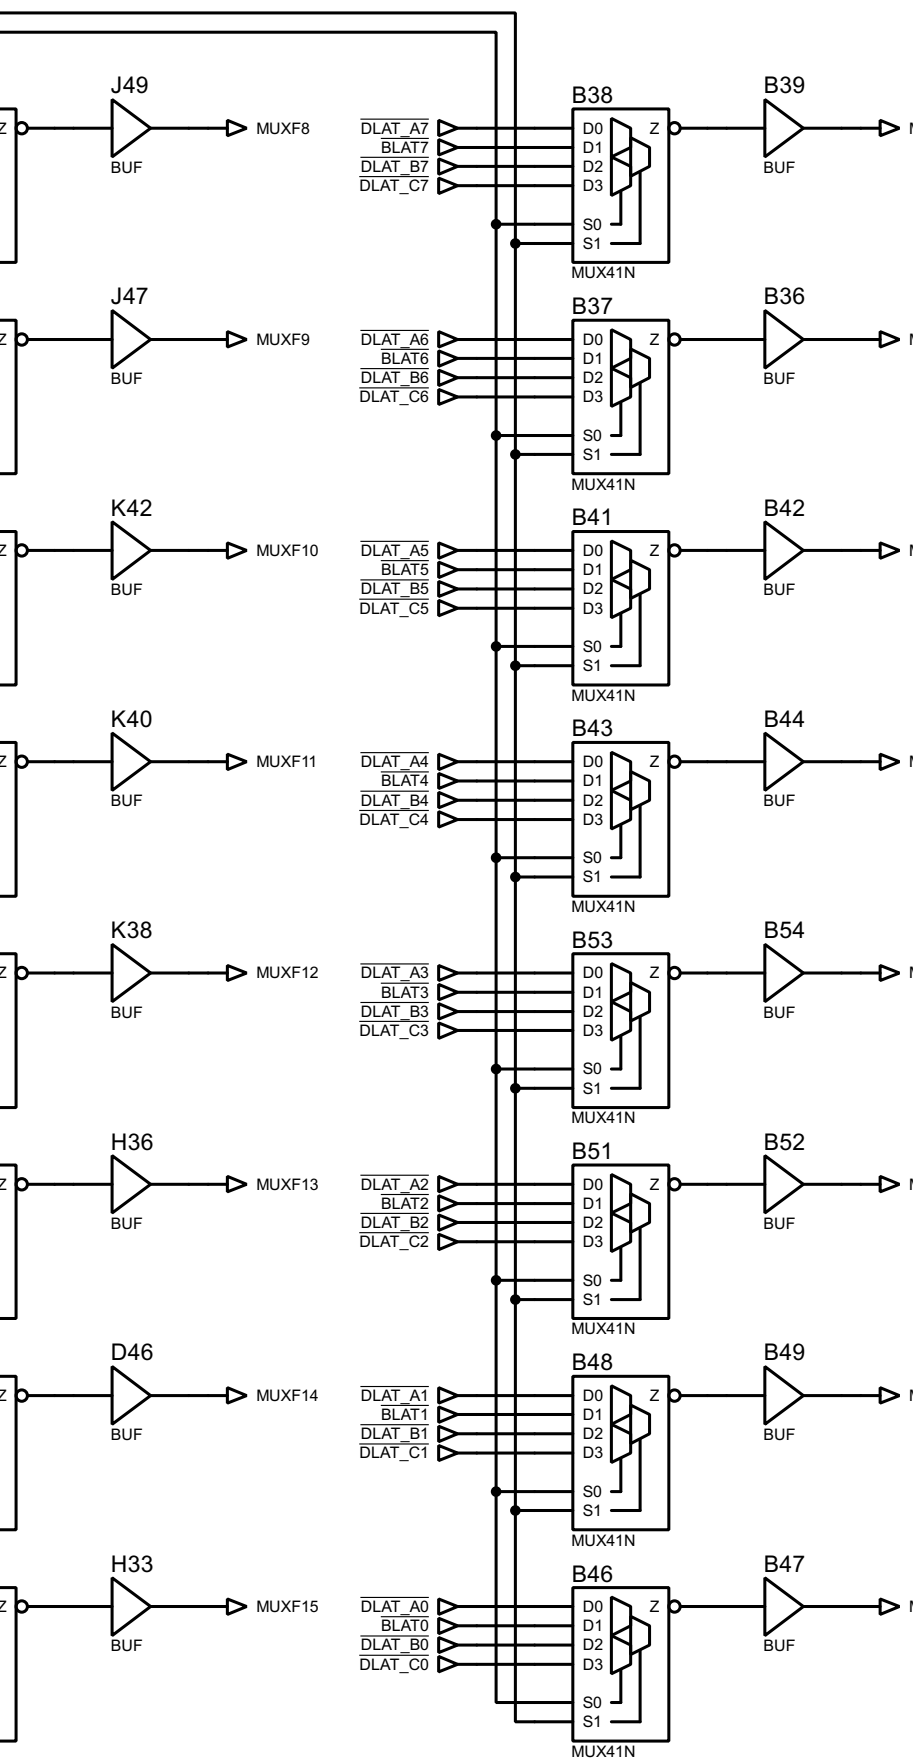 J49
Z
MUXF8
BUF
B38
DLAT_A7
BLAT7
DLAT_B7
DLAT_C7
D0
D1
D2
D3
Z
S0
S1
MUX41N
B39
BUF
J47
Z
MUXF9
BUF
B37
DLAT_A6
BLAT6
DLAT_B6
DLAT_C6
D0
D1
D2
D3
Z
S0
S1
MUX41N
B36
BUF
K42
Z
MUXF10
BUF
B41
DLAT_A5
BLAT5
DLAT_B5
DLAT_C5
D0
D1
D2
D3
Z
S0
S1
MUX41N
B42
BUF
K40
Z
MUXF11
BUF
B43
DLAT_A4
BLAT4
DLAT_B4
DLAT_C4
D0
D1
D2
D3
Z
S0
S1
MUX41N
B44
BUF
K38
Z
MUXF12
BUF
B53
DLAT_A3
BLAT3
DLAT_B3
DLAT_C3
D0
D1
D2
D3
Z
S0
S1
MUX41N
B54
BUF
H36
Z
MUXF13
BUF
B51
DLAT_A2
BLAT2
DLAT_B2
DLAT_C2
D0
D1
D2
D3
Z
S0
S1
MUX41N
B52
BUF
D46
Z
MUXF14
BUF
B48
DLAT_A1
BLAT1
DLAT_B1
DLAT_C1
D0
D1
D2
D3
Z
S0
S1
MUX41N
B49
BUF
H33
Z
MUXF15
BUF
B46
DLAT_A0
BLAT0
DLAT_B0
DLAT_C0
D0
D1
D2
D3
Z
S0
S1
MUX41N
B47
BUF